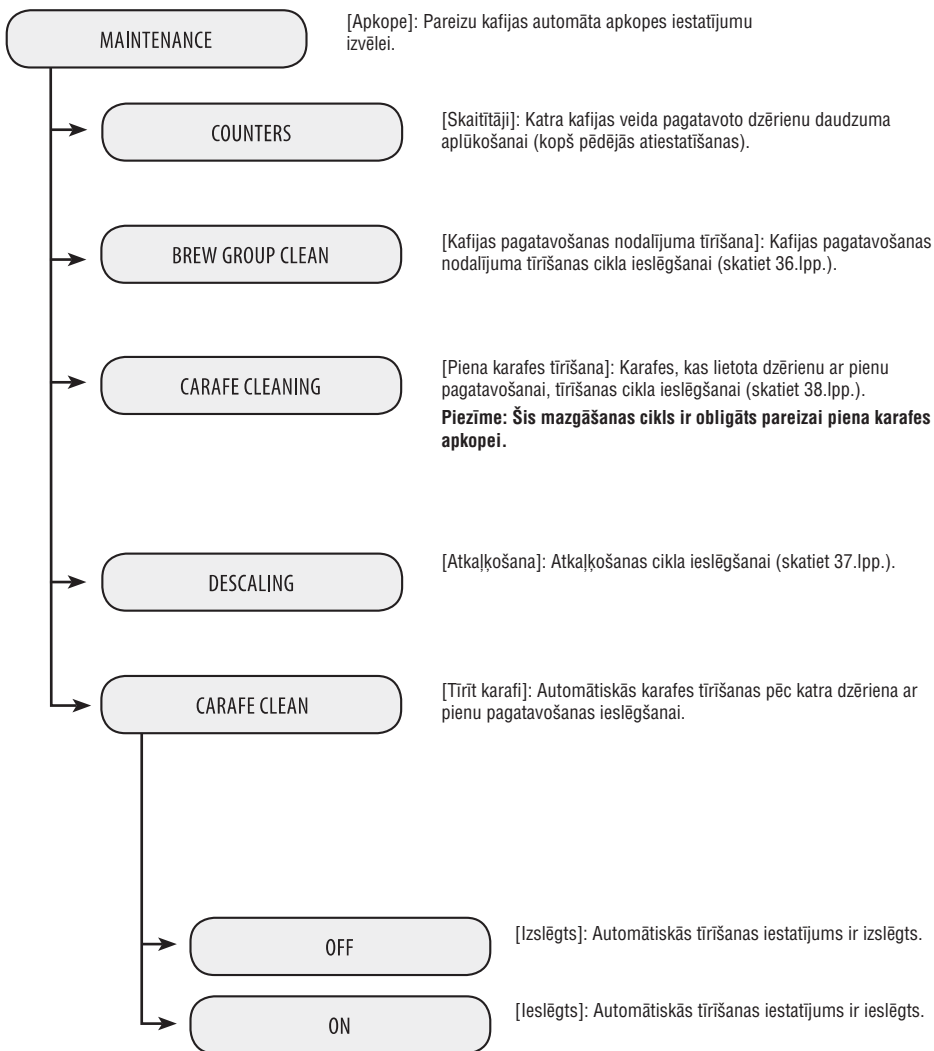 MAINTENANCE
[Apkope]: Pareizu kafijas automāta apkopes iestatījumu
izvēlei.
COUNTERS
[Skaitītāji]: Katra kafijas veida pagatavoto dzērienu daudzuma
aplūkošanai (kopš pēdējās atiestatīšanas).
BREW GROUP CLEAN
[Kafijas pagatavošanas nodalījuma tīrīšana]: Kafijas pagatavošanas
nodalījuma tīrīšanas cikla ieslēgšanai (skatiet 36.lpp.).
CARAFE CLEANING
[Piena karafes tīrīšana]: Karafes, kas lietota dzērienu ar pienu
pagatavošanai, tīrīšanas cikla ieslēgšanai (skatiet 38.lpp.).
Piezīme: Šis mazgāšanas cikls ir obligāts pareizai piena karafes
apkopei.
DESCALING
[Atkaļķošana]: Atkaļķošanas cikla ieslēgšanai (skatiet 37.lpp.).
CARAFE CLEAN
[Tīrīt karafi]: Automātiskās karafes tīrīšanas pēc katra dzēriena ar
pienu pagatavošanas ieslēgšanai.
OFF
[Izslēgts]: Automātiskās tīrīšanas iestatījums ir izslēgts.
ON
[Ieslēgts]: Automātiskās tīrīšanas iestatījums ir ieslēgts.